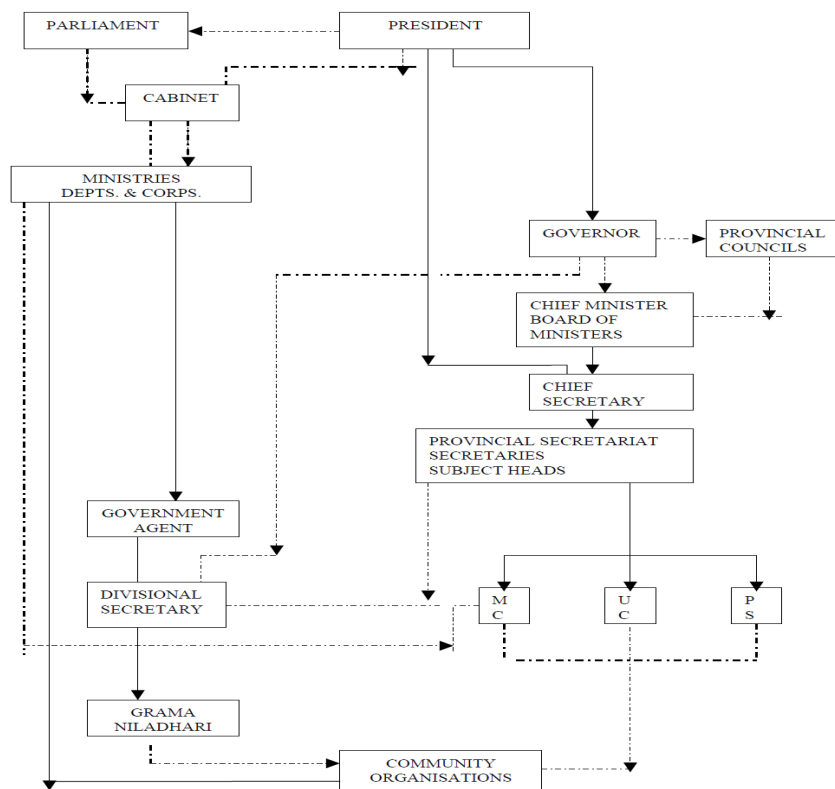 PARLIAMENT
PRESIDENT
CABINET
MINISTRIES
DEPTS. & CORPS.
GOVERNOR
PROVINCIAL
COUNCILS
CHIEF MINISTER
BOARD OF
MINISTERS
CHIEF
SECRETARY
PROVINCIAL SECRETARIAT
SECRETARIES
SUBJECT HEADS
GOVERNMENT
AGENT
DIVISIONAL
SECRETARY
M
C
U
C
P
S
GRAMA
NILADHARI
COMMUNITY
ORGANISATIONS